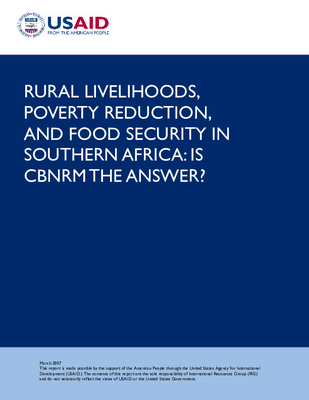 USAID
FROM THE AMERICAN PEOPLE
RURAL LIVELIHOODS,
POVERTY REDUCTION,
AND FOOD SECURITY IN
SOUTHERN AFRICA: IS
CBNRM THE ANSWER?
March 2007
This report is made possible by the support of the American People through the United States Agency for International
Development (USAID.) The contents of this report are the sole responsibility of International Resources Group (IRG)
and do not necessarily reflect the views of USAID or the United States Government.